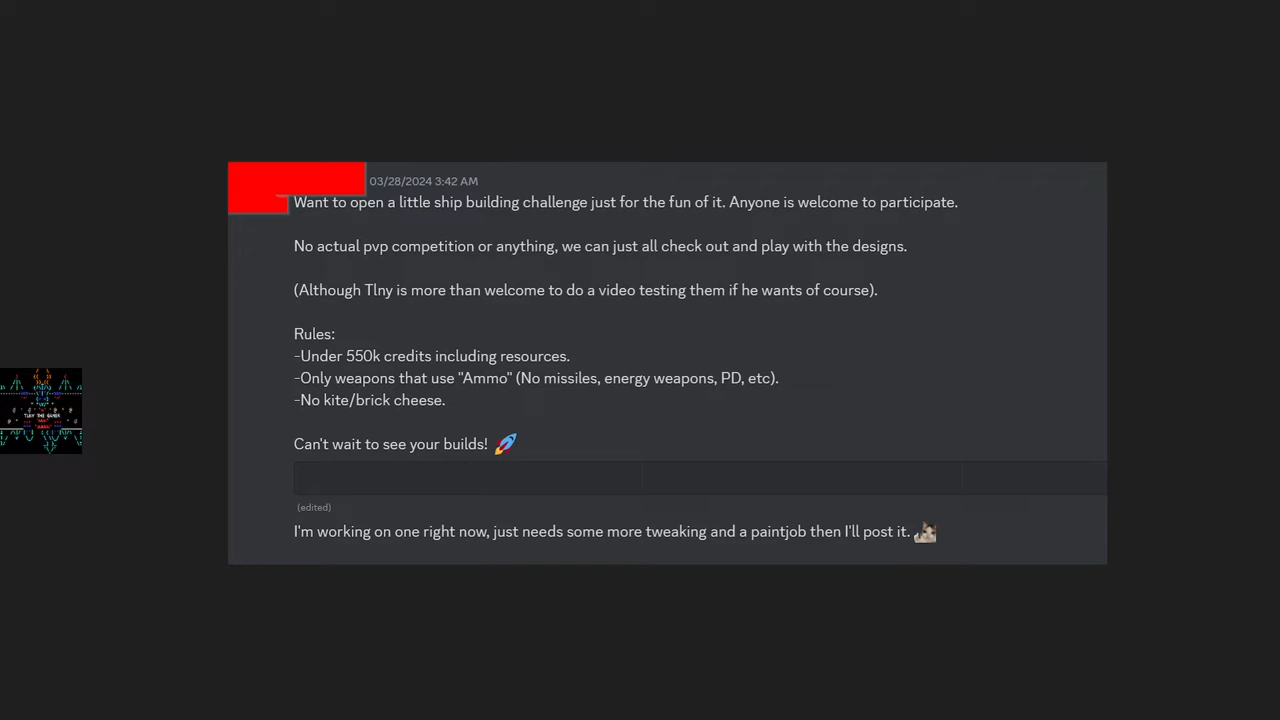 03/28/2024 3:42 AM
Want to open a little ship building challenge just for the fun of it. Anyone is welcome to participate.
No actual pvp competition or anything, we can just all check out and play with the designs.
(Although Tlny is more than welcome to do a video testing them if he wants of course).
Rules:
-Under 550k credits including resources.
-Only weapons that use "Ammo" (No missiles, energy weapons, PD, etc).
-No kite/brick cheese.
TLNY THE GAMER
Can't wait to see your builds! 🚀
(edited)
I'm working on one right now, just needs some more tweaking and a paintjob then I'll post it.